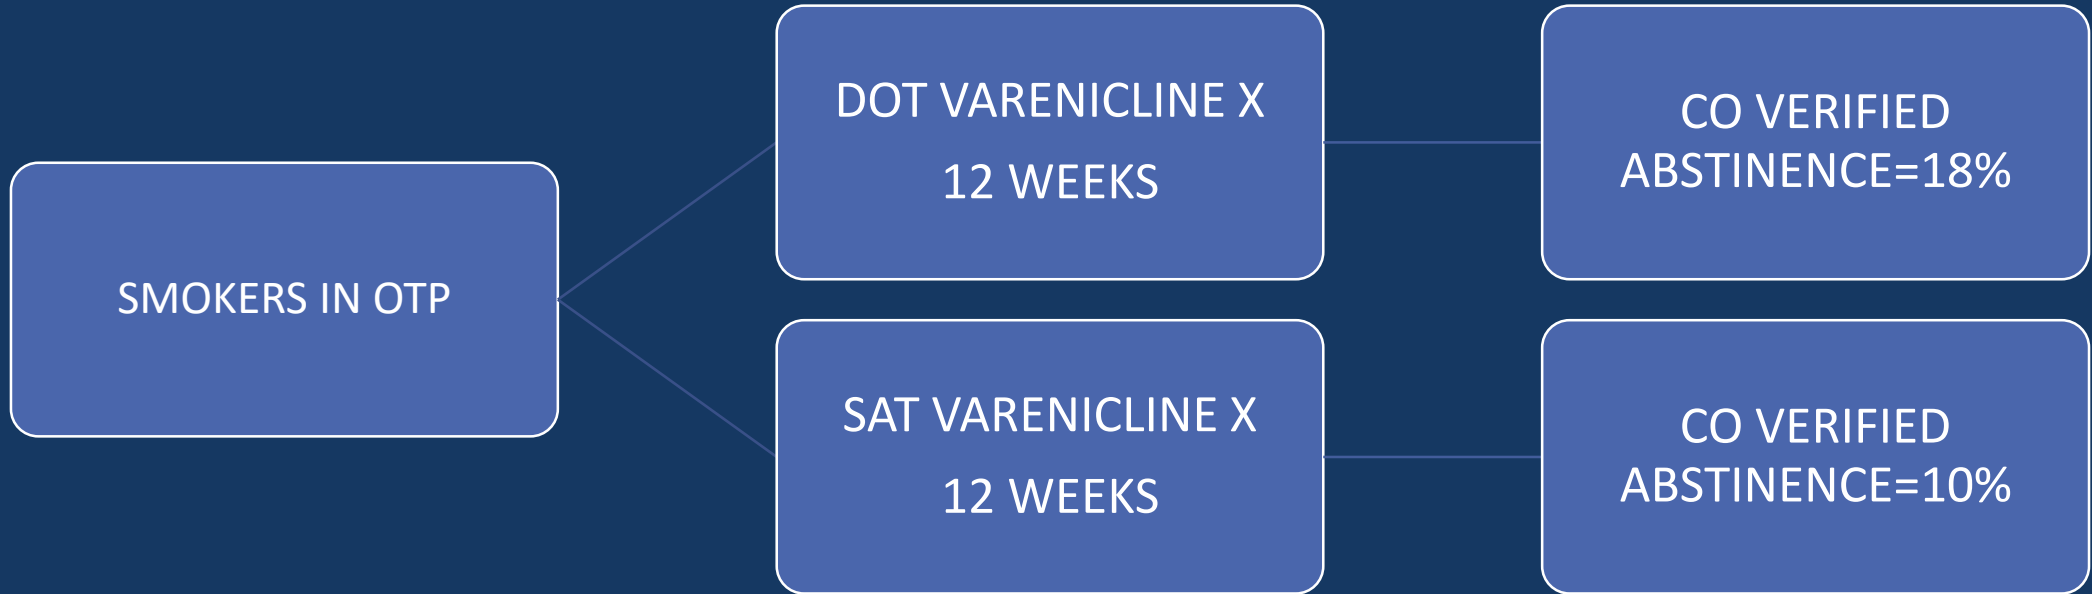 SMOKERS IN OTP
DOT VARENICLINE X
12 WEEKS
CO VERIFIED
ABSTINENCE=18%
SAT VARENICLINE X
12 WEEKS
CO VERIFIED
ABSTINENCE=10%